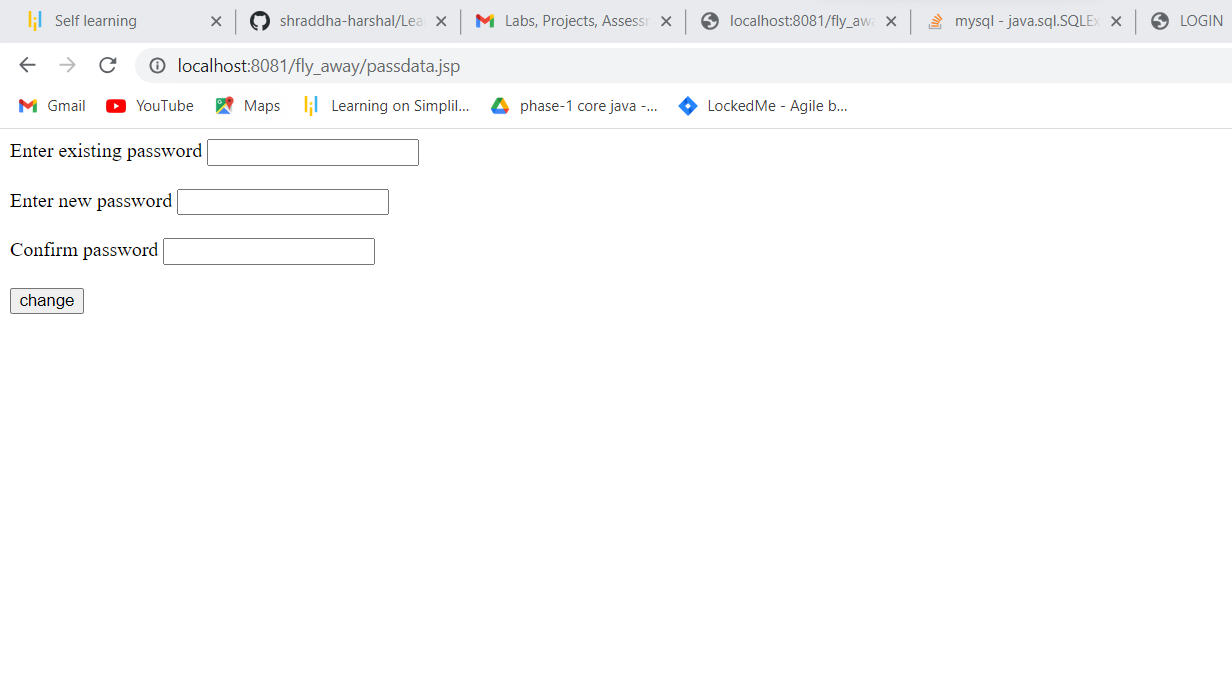 Self learning
shraddha-harshal/Lea
Labs, Projects, Assessm
localhost:8081/fly_awa
mysql - java.sql.SQLEx
LOGIN
localhost:8081/fly_away/passdata.jsp
Gmail
YouTube
Maps
Learning on Simplil...
phase-1 core java -...
LockedMe - Agile b...
Enter existing password
Enter new password
Confirm password
change